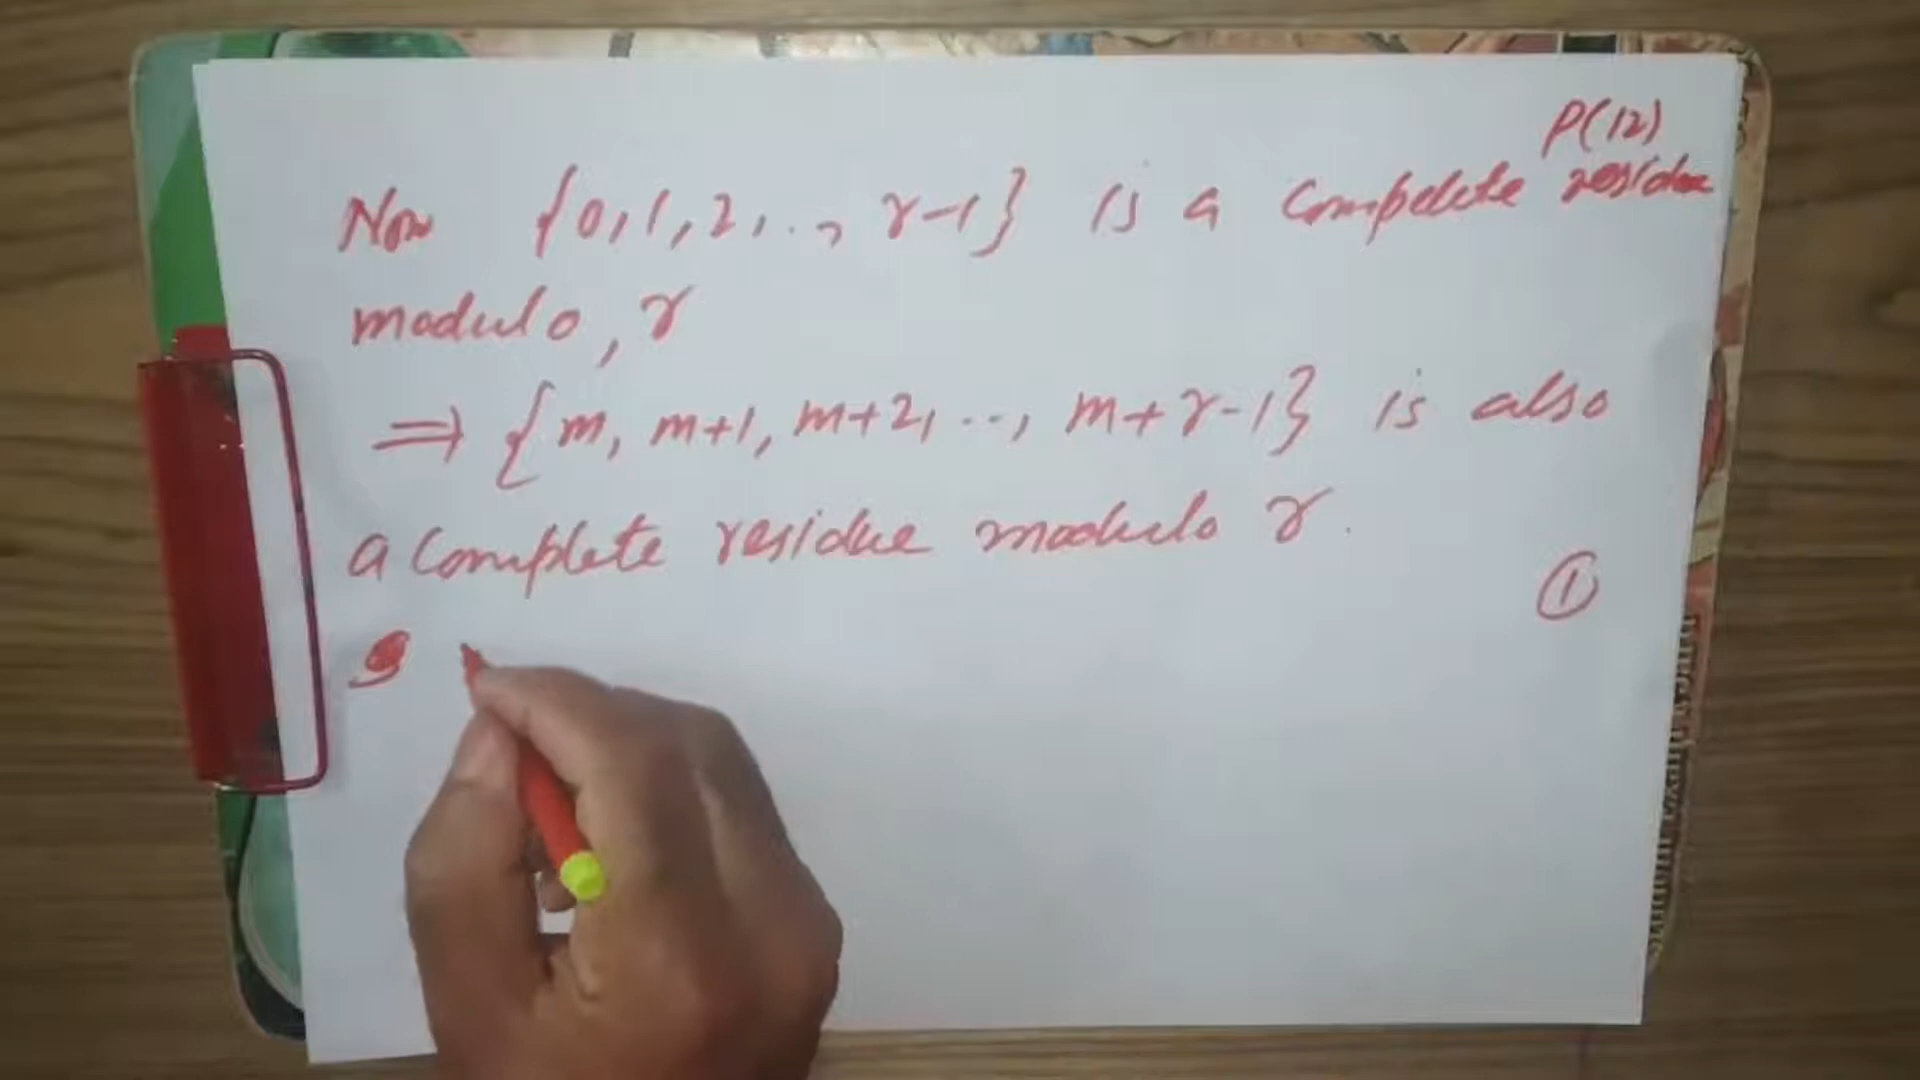 P(12)
Now {0,1,2,.., r-1} is a complete residue
modulo, r
⇒ {m, m+1, m+2, .., m+r-1} is also
a complete residue modulo r.
①